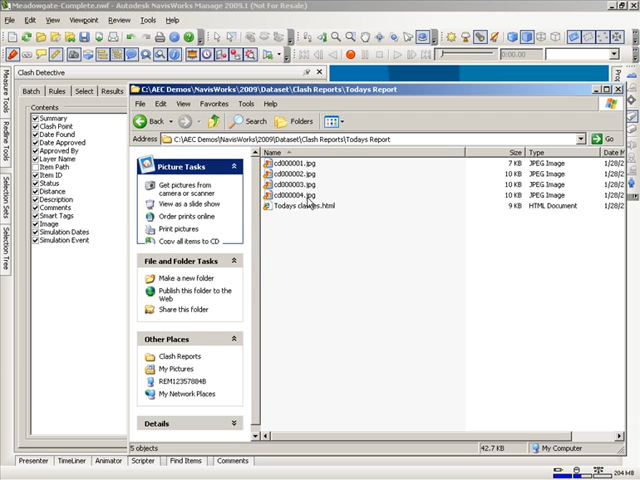 Meadowgate-Complete.nwf - Autodesk NavisWorks Manage 2009.1 (Not For Resale)
File Edit View Viewpoint Review Tools Help
0:00.00
Clash Detective
Batch Rules Select Results
Contents
Summary
Clash Point
Date Found
Date Approved
Approved By
Layer Name
Item Path
Item ID
Status
Distance
Description
Comments
Smart Tags
Image
Simulation Dates
Simulation Event
Measure Tools
Redline Tools
Selection Sets
Selection Tree
C:\AEC Demos\NavisWorks\2009\Dataset\Clash Reports\Todays Report
File Edit View Favorites Tools Help
Back Search Folders
Address C:\AEC Demos\NavisWorks\2009\Dataset\Clash Reports\Todays Report Go
Picture Tasks
Get pictures from
camera or scanner
View as a slide show
Order prints online
Print pictures
Copy all items to CD
File and Folder Tasks
Make a new folder
Publish this folder to the
Web
Share this folder
Other Places
Clash Reports
My Pictures
REM12357884B
My Network Places
Details
Name Size Type Date M
cd000001.jpg 7 KB JPEG Image 1/28/2
cd000002.jpg 10 KB JPEG Image 1/28/2
cd000003.jpg 10 KB JPEG Image 1/28/2
cd000004.jpg 10 KB JPEG Image 1/28/2
Todays clashes.html 9 KB HTML Document 1/28/2
5 objects 42.7 KB My Computer
Presenter TimeLiner Animator Scripter Find Items Comments
204 MB